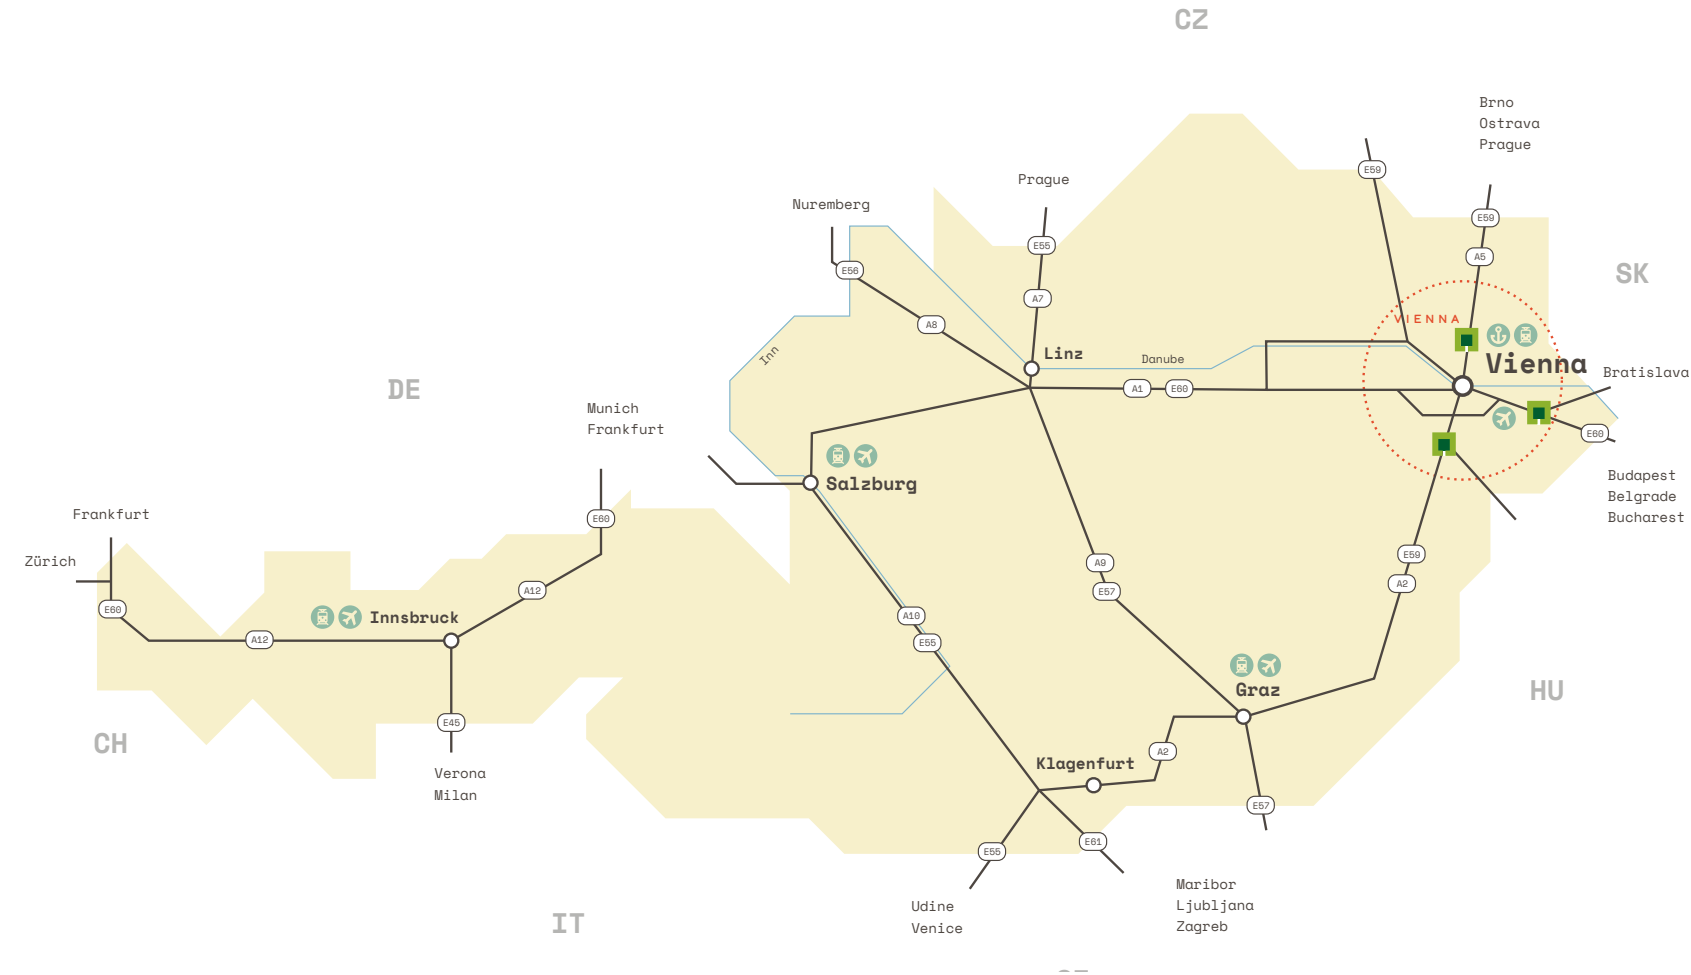 CZ
Brno
Ostrava
Prague
E59
Prague
Nuremberg
E59
E55
A5
E56
SK
A7
A8
VIENNA
Inn
Linz
Danube
Vienna
Bratislava
DE
A1
E60
Munich
Frankfurt
E60
Salzburg
Budapest
Belgrade
Bucharest
Frankfurt
E60
Zürich
E59
A9
A2
A12
E57
E60
Innsbruck
A10
A12
E55
Graz
HU
E45
CH
A2
Klagenfurt
Verona
Milan
E57
E61
E55
Maribor
Ljubljana
Zagreb
Udine
Venice
IT